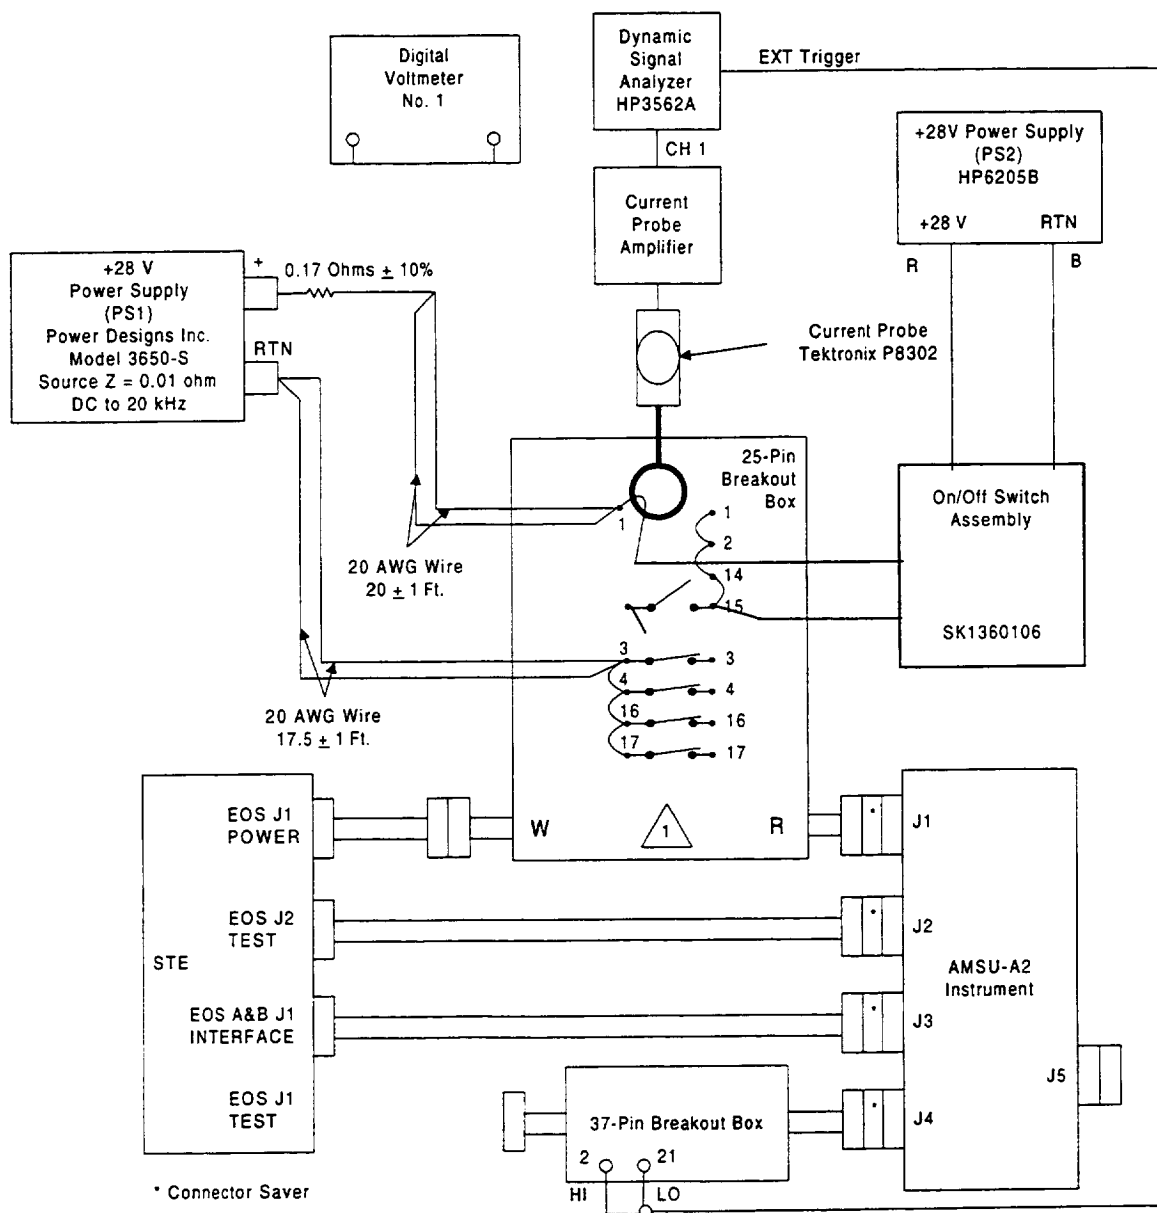 Digital
Voltmeter
No. 1
Dynamic
Signal
Analyzer
HP3562A
EXT Trigger
CH 1
Current
Probe
Amplifier
+28V Power Supply
(PS2)
HP6205B
+28 V RTN
R B
+28 V
Power Supply
(PS1)
Power Designs Inc.
Model 3650-S
Source Z = 0.01 ohm
DC to 20 kHz
+
RTN
0.17 Ohms ± 10%
Current Probe
Tektronix P8302
25-Pin
Breakout
Box
1
1
2
14
15
3 3
4 4
16 16
17 17
On/Off Switch
Assembly
SK1360106
20 AWG Wire
20 ± 1 Ft.
20 AWG Wire
17.5 ± 1 Ft.
W
1
R
STE
EOS J1
POWER
EOS J2
TEST
EOS A&B J1
INTERFACE
EOS J1
TEST
* J1
* J2
* J3
* J4
AMSU-A2
Instrument
J5
37-Pin Breakout Box
2 21
HI LO
* Connector Saver